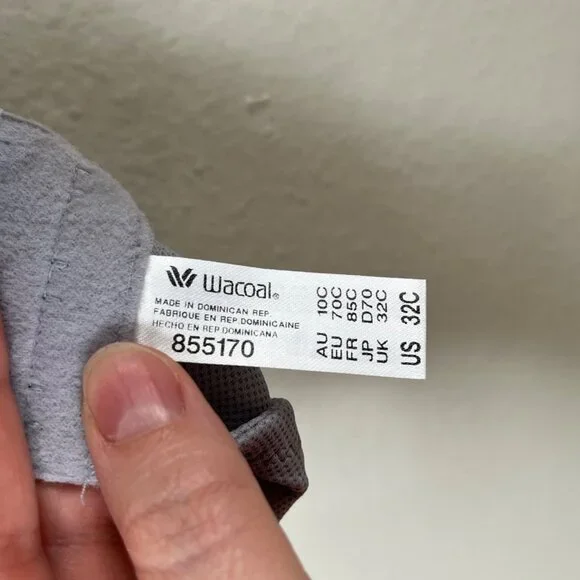 Wacoal®
MADE IN DOMINICAN REP.
FABRIQUE EN REP. DOMINICAINE
HECHO EN REP. DOMINICANA
855170
AU 10C
EU 70C
FR 85C
JP D70
UK 32C
US 32C